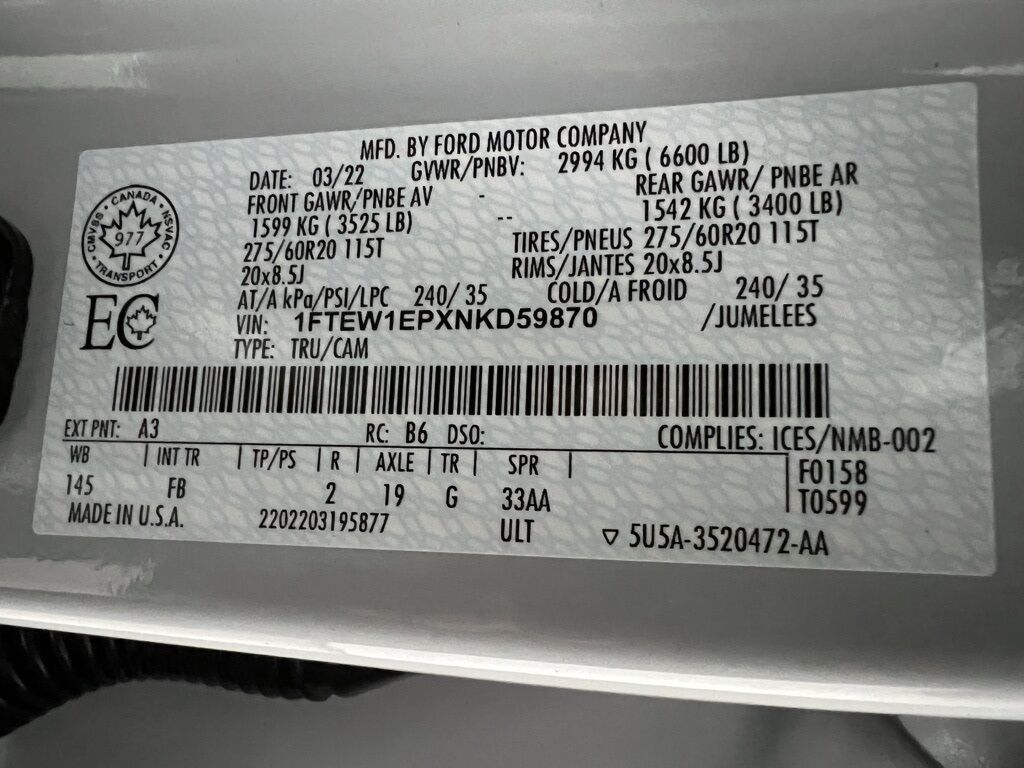 MFD. BY FORD MOTOR COMPANY
DATE: 03/22 GVWR/PNBV: 2994 KG ( 6600 LB)
FRONT GAWR/PNBE AV - REAR GAWR/ PNBE AR
1599 KG ( 3525 LB) -- 1542 KG ( 3400 LB)
275/60R20 115T TIRES/PNEUS 275/60R20 115T
20x8.5J RIMS/JANTES 20x8.5J
AT/A kPa/PSI/LPC 240/ 35 COLD/A FROID 240/ 35
VIN: 1FTEW1EPXNKD59870 /JUMELEES
TYPE: TRU/CAM
CMVSS • CANADA • NSVAC • TRANSPORT •
977
EC
EXT PNT: A3 RC: B6 DSO: COMPLIES: ICES/NMB-002
WB | INT TR | TP/PS | R | AXLE | TR | SPR | F0158
145 FB 2 19 G 33AA T0599
MADE IN U.S.A. 2202203195877 ULT ▽ 5U5A-3520472-AA